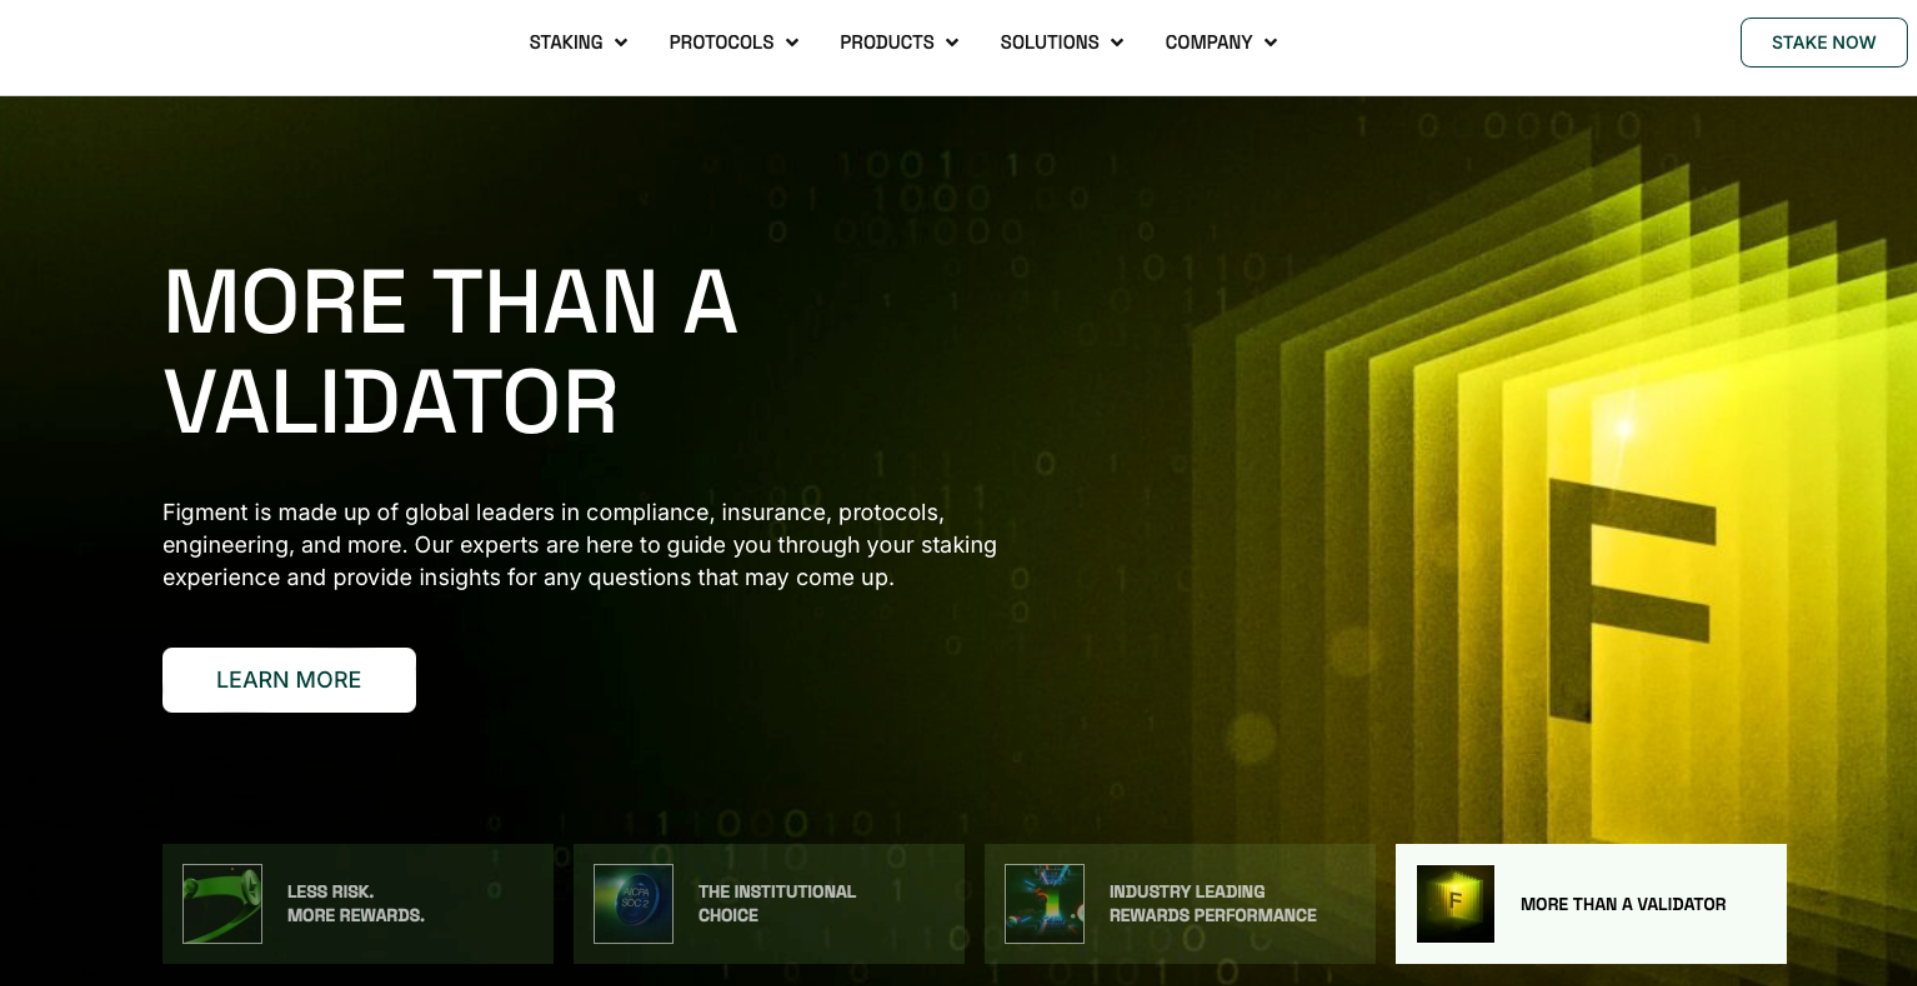 STAKING
PROTOCOLS
PRODUCTS
SOLUTIONS
COMPANY
STAKE NOW
MORE THAN A
VALIDATOR
Figment is made up of global leaders in compliance, insurance, protocols,
engineering, and more. Our experts are here to guide you through your staking
experience and provide insights for any questions that may come up.
LEARN MORE
F
LESS RISK.
MORE REWARDS.
AICPA
SOC 2
THE INSTITUTIONAL
CHOICE
INDUSTRY LEADING
REWARDS PERFORMANCE
F
MORE THAN A VALIDATOR